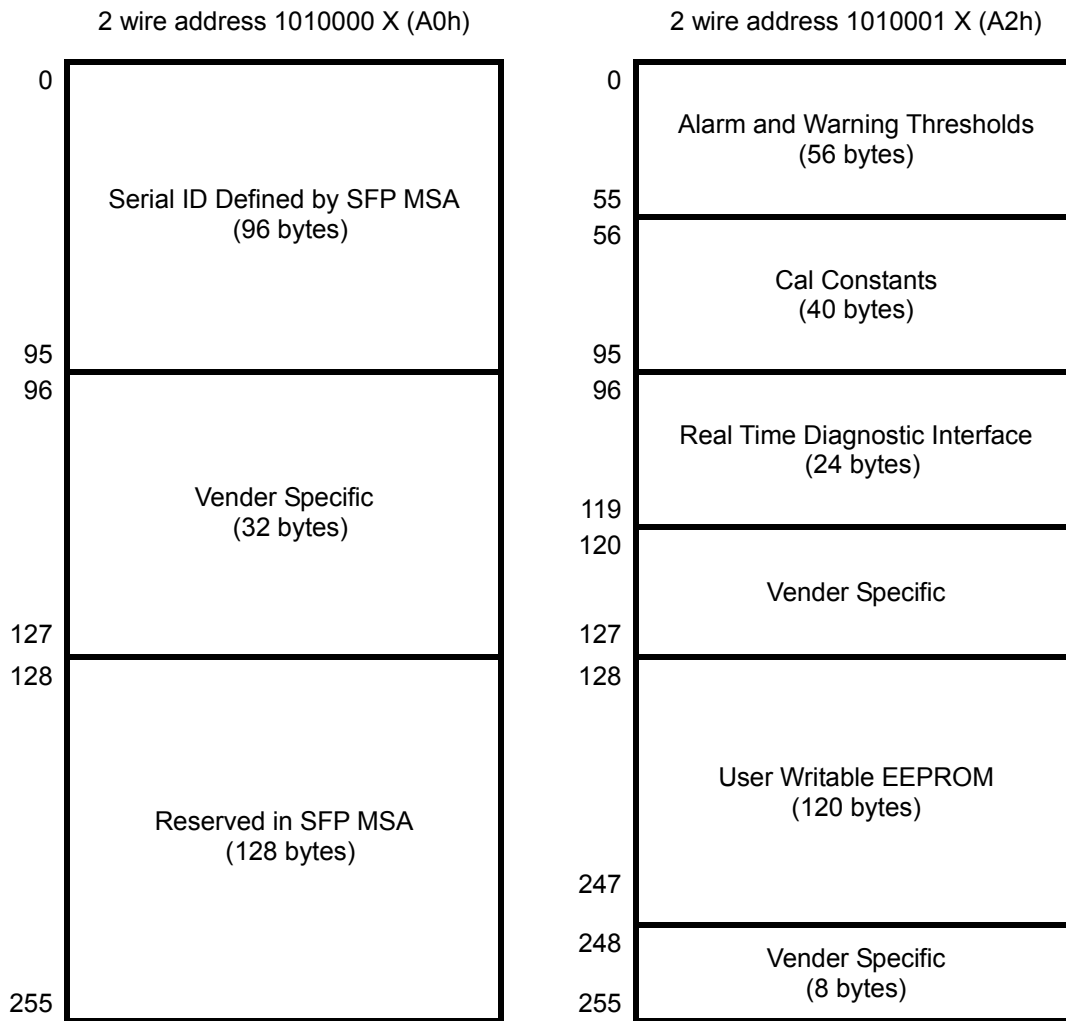 2 wire address 1010000 X (A0h)
0
Serial ID Defined by SFP MSA
(96 bytes)
95
96
Vender Specific
(32 bytes)
127
128
Reserved in SFP MSA
(128 bytes)
255
2 wire address 1010001 X (A2h)
0
Alarm and Warning Thresholds
(56 bytes)
55
56
Cal Constants
(40 bytes)
95
96
Real Time Diagnostic Interface
(24 bytes)
119
120
Vender Specific
127
128
User Writable EEPROM
(120 bytes)
247
248
Vender Specific
(8 bytes)
255